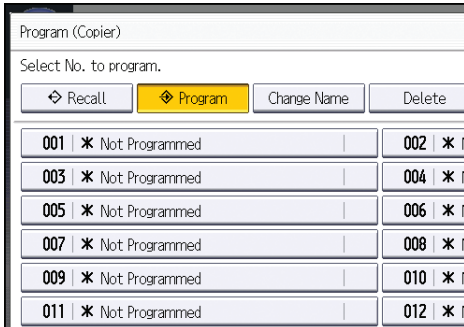 Program (Copier)
Select No. to program.
Recall Program Change Name Delete
001 Not Programmed 002
003 Not Programmed 004
005 Not Programmed 006
007 Not Programmed 008
009 Not Programmed 010
011 Not Programmed 012